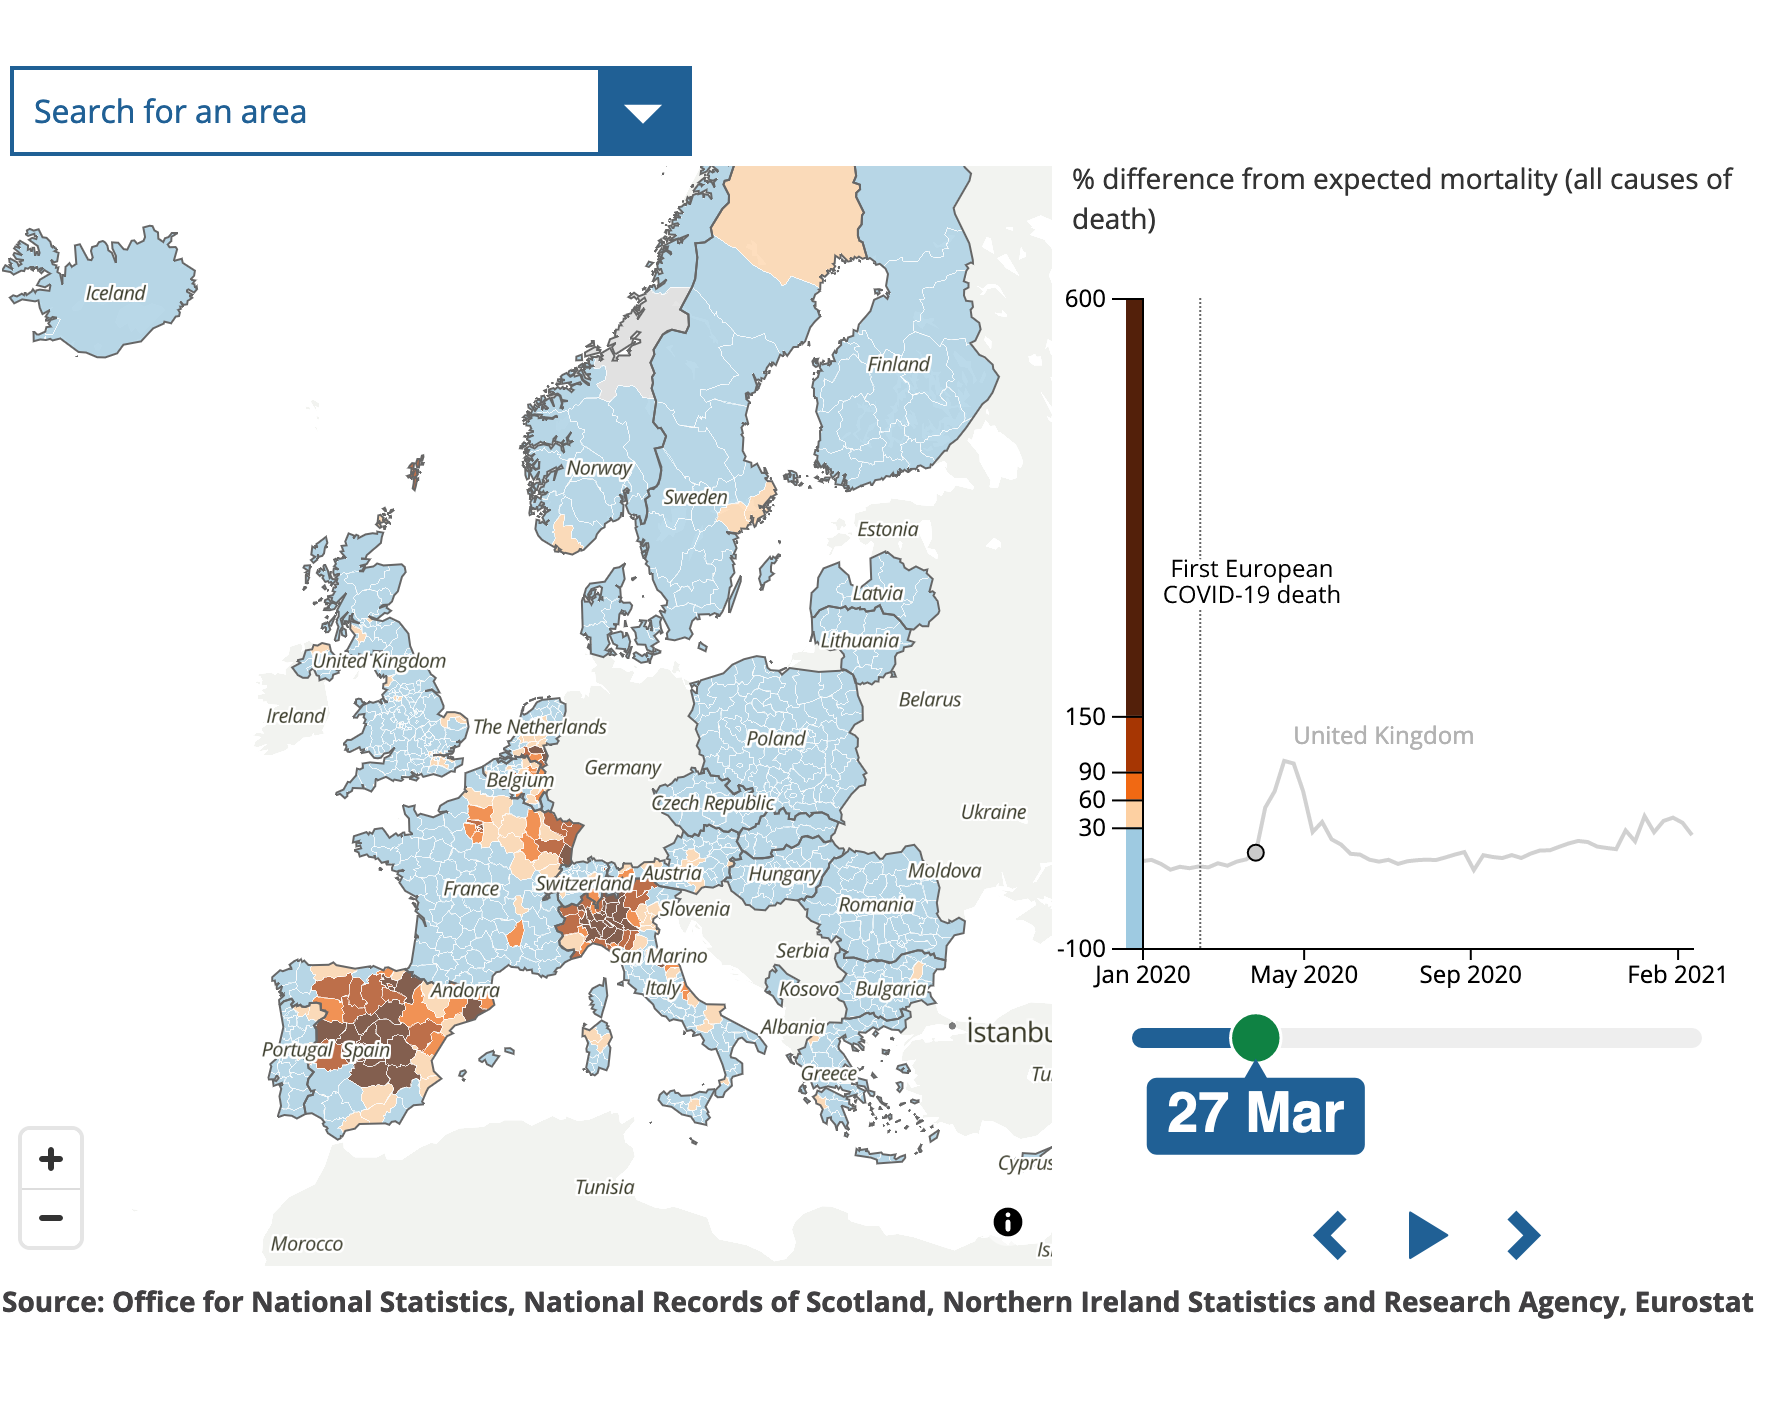 Search for an area
% difference from expected mortality (all causes of
death)
Iceland
Finland
Norway
Sweden
Estonia
Latvia
Lithuania
United Kingdom
Ireland
Belarus
The Netherlands
Poland
Germany
Belgium
Czech Republic
Ukraine
Moldova
Austria
Hungary
France
Switzerland
Romania
Slovenia
Serbia
San Marino
Italy
Kosovo
Bulgaria
Andorra
Albania
İstanbu
Portugal
Spain
Greece
Tu
Cyprus
Tunisia
Morocco
Is
+
−
i
600
150
90
60
30
-100
First European
COVID-19 death
United Kingdom
Jan 2020 May 2020 Sep 2020 Feb 2021
27 Mar
Source: Office for National Statistics, National Records of Scotland, Northern Ireland Statistics and Research Agency, Eurostat